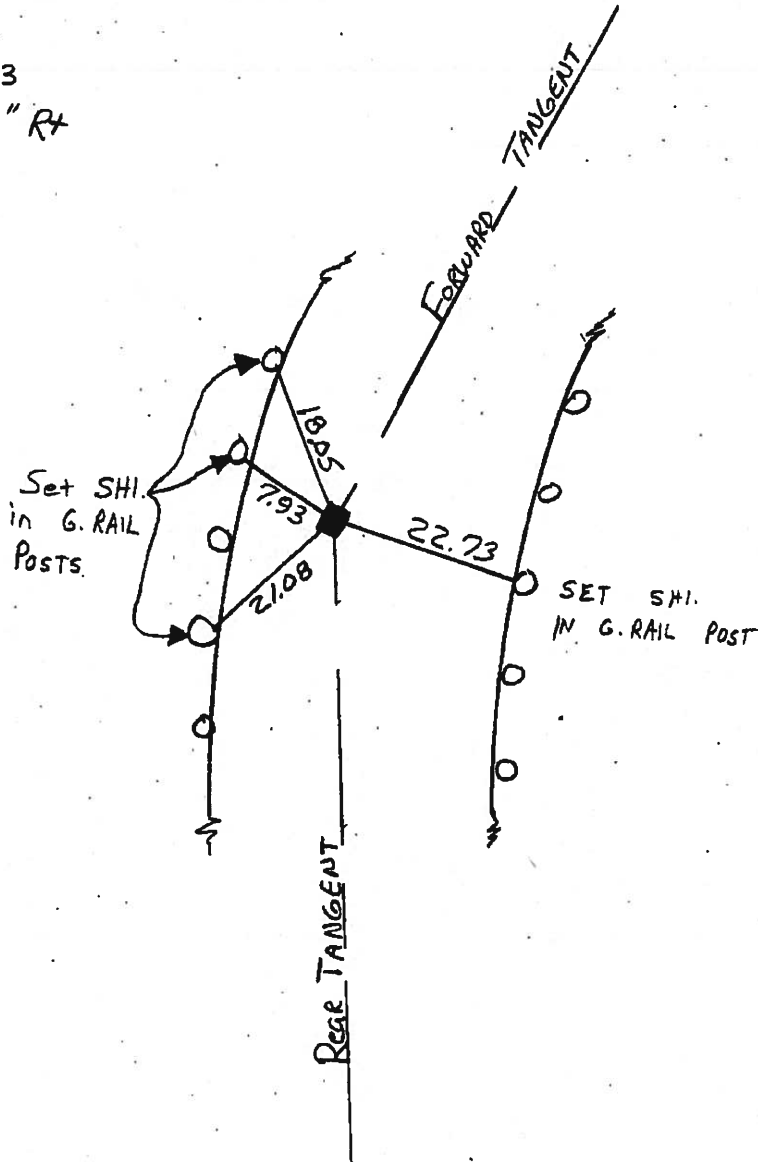 3
" Rt
FORWARD TANGENT
18.05
7.93
21.08
22.73
Set SHI.
in G. RAIL
POSTS.
SET SHI.
IN G. RAIL POST
Rear TANGENT